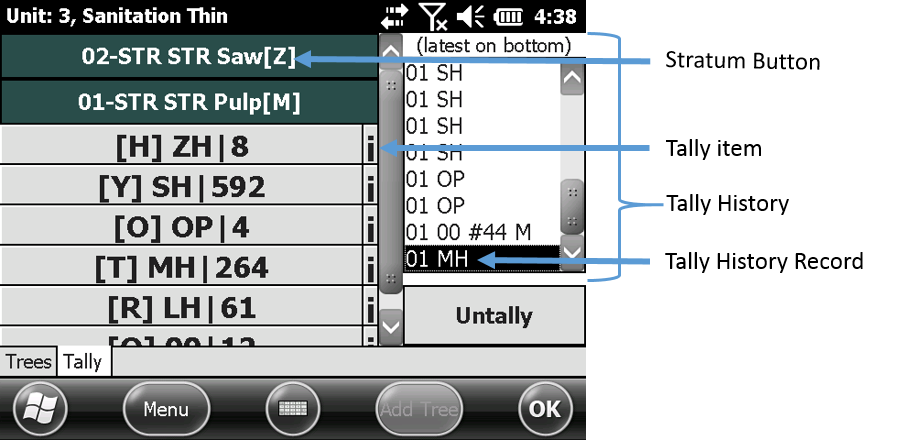 Unit: 3, Sanitation Thin
4:38
02-STR STR Saw[Z]
01-STR STR Pulp[M]
[H] ZH|8
i
[Y] SH|592
i
[O] OP|4
i
[T] MH|264
i
[R] LH|61
i
[Q] 00|12
i
(latest on bottom)
01 SH
01 SH
01 SH
01 SH
01 OP
01 OP
01 00 #44 M
01 MH
Untally
Trees
Tally
Menu
Add Tree
OK
Stratum Button
Tally item
Tally History
Tally History Record